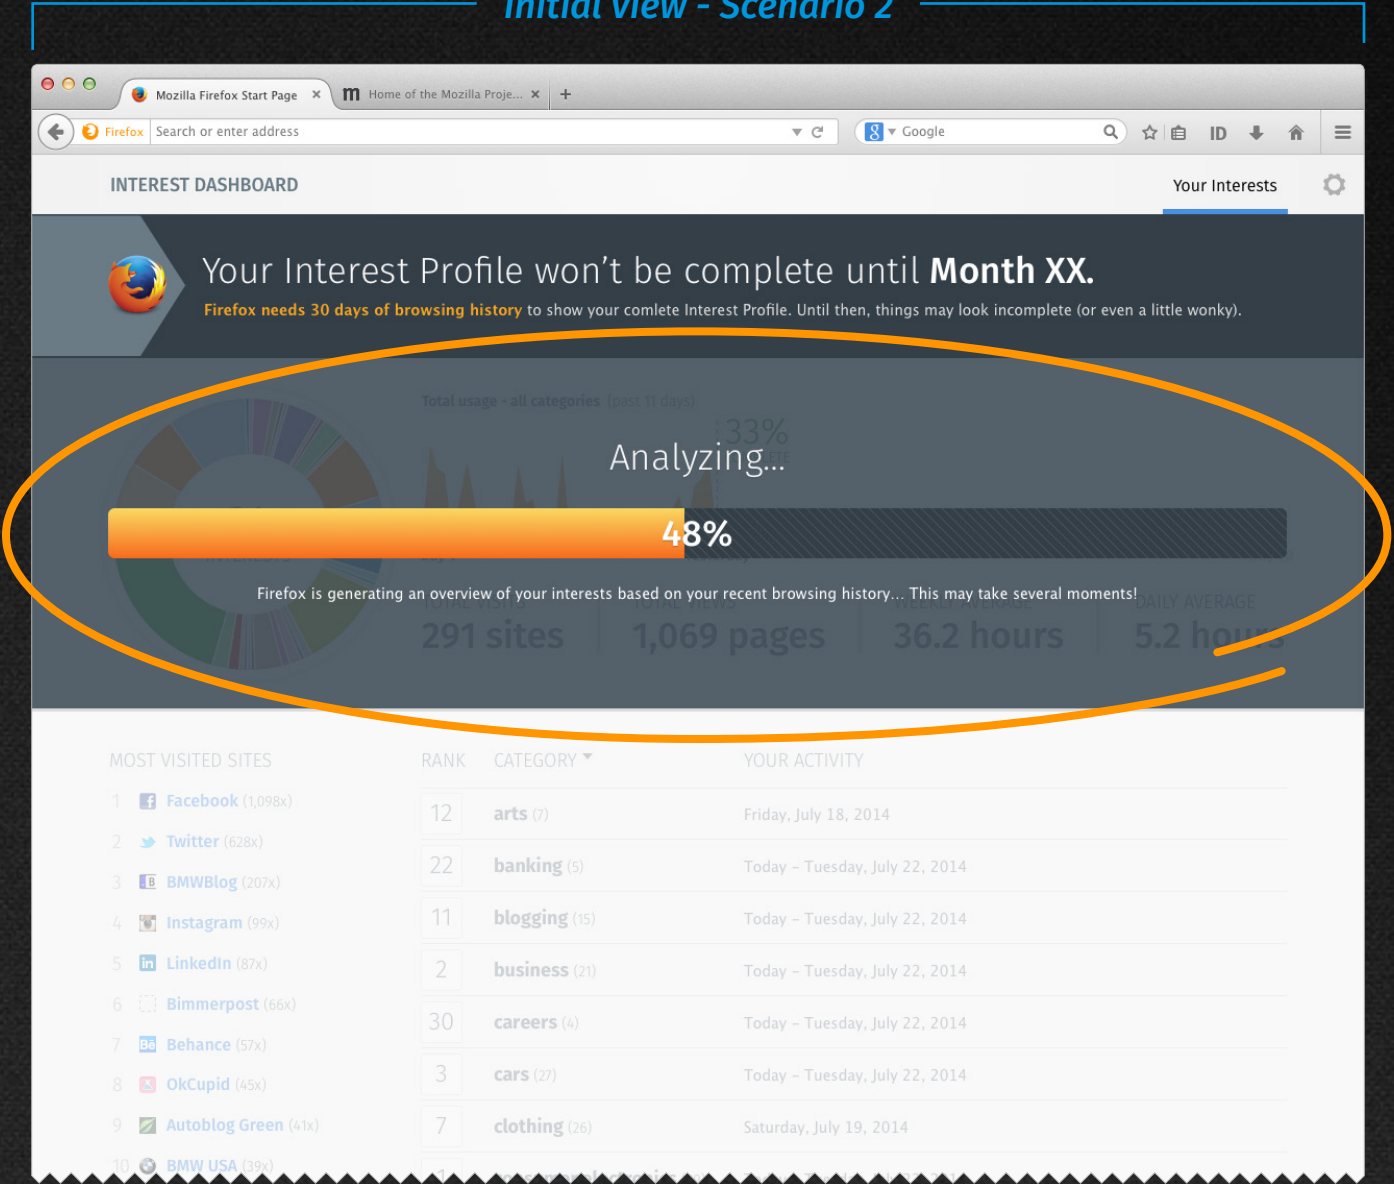 Initial View - Scenario 2
Mozilla Firefox Start Page
Home of the Mozilla Proje...
Firefox Search or enter address
Google
ID
INTEREST DASHBOARD
Your Interests
Your Interest Profile won't be complete until Month XX.
Firefox needs 30 days of browsing history to show your comlete Interest Profile. Until then, things may look incomplete (or even a little wonky).
Total usage - all categories (past 11 days)
33%
Analyzing...
48%
Firefox is generating an overview of your interests based on your recent browsing history... This may take several moments!
TOTAL VISITS TOTAL VIEWS WEEKLY AVERAGE DAILY AVERAGE
291 sites 1,069 pages 36.2 hours 5.2 hours
MOST VISITED SITES
1 Facebook (1,098x)
2 Twitter (628x)
3 BMWBlog (207x)
4 Instagram (99x)
5 LinkedIn (87x)
6 Bimmerpost (66x)
7 Behance (57x)
8 OkCupid (45x)
9 Autoblog Green (41x)
10 BMW USA (39x)
RANK CATEGORY YOUR ACTIVITY
12 arts (7) Friday, July 18, 2014
22 banking (5) Today – Tuesday, July 22, 2014
11 blogging (15) Today – Tuesday, July 22, 2014
2 business (21) Today – Tuesday, July 22, 2014
30 careers (4) Today – Tuesday, July 22, 2014
3 cars (27) Today – Tuesday, July 22, 2014
7 clothing (26) Saturday, July 19, 2014